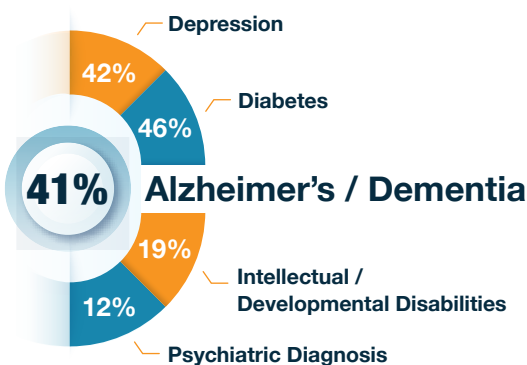 Depression
42%
Diabetes
46%
41% Alzheimer’s / Dementia
19%
Intellectual /
Developmental Disabilities
12%
Psychiatric Diagnosis